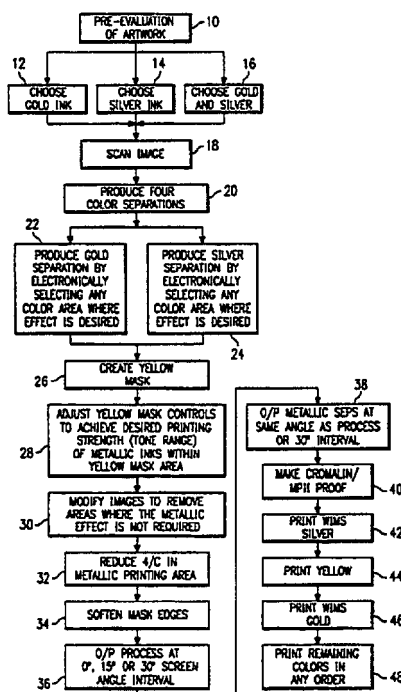 PRE-EVALUATION
OF ARTWORK
10
12
14
16
CHOOSE
GOLD INK
CHOOSE
SILVER INK
CHOOSE GOLD
AND SILVER
SCAN IMAGE
18
PRODUCE FOUR
COLOR SEPARATIONS
20
22
PRODUCE GOLD
SEPARATION BY
ELECTRONICALLY
SELECTING ANY
COLOR AREA WHERE
EFFECT IS DESIRED
PRODUCE SILVER
SEPARATION BY
ELECTRONICALLY
SELECTING ANY
COLOR AREA WHERE
EFFECT IS DESIRED
24
CREATE YELLOW
MASK
26
ADJUST YELLOW MASK CONTROLS
TO ACHIEVE DESIRED PRINTING
STRENGTH (TONE RANGE)
OF METALLIC INKS WITHIN
YELLOW MASK AREA
28
MODIFY IMAGES TO REMOVE
AREAS WHERE THE METALLIC
EFFECT IS NOT REQUIRED
30
REDUCE 4/C IN
METALLIC PRINTING AREA
32
SOFTEN MASK EDGES
34
O/P PROCESS AT
0°, 15° OR 30° SCREEN
ANGLE INTERVAL
36
38
O/P METALLIC SEPS AT
SAME ANGLE AS PROCESS
OR 30° INTERVAL
MAKE CROMALIN/
MPII PROOF
40
PRINT WIMS
SILVER
42
PRINT YELLOW
44
PRINT WIMS
GOLD
46
PRINT REMAINING
COLORS IN
ANY ORDER
48